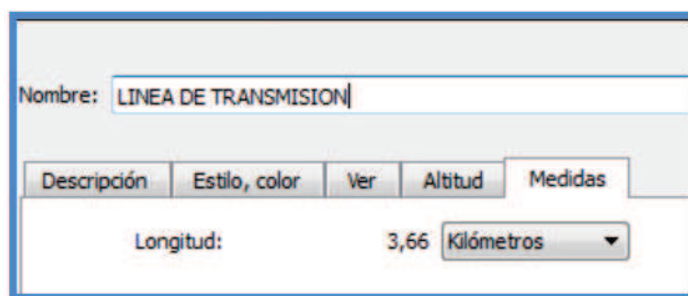 Nombre: LINEA DE TRANSMISION
Descripción Estilo, color Ver Altitud Medidas
Longitud: 3,66 Kilómetros